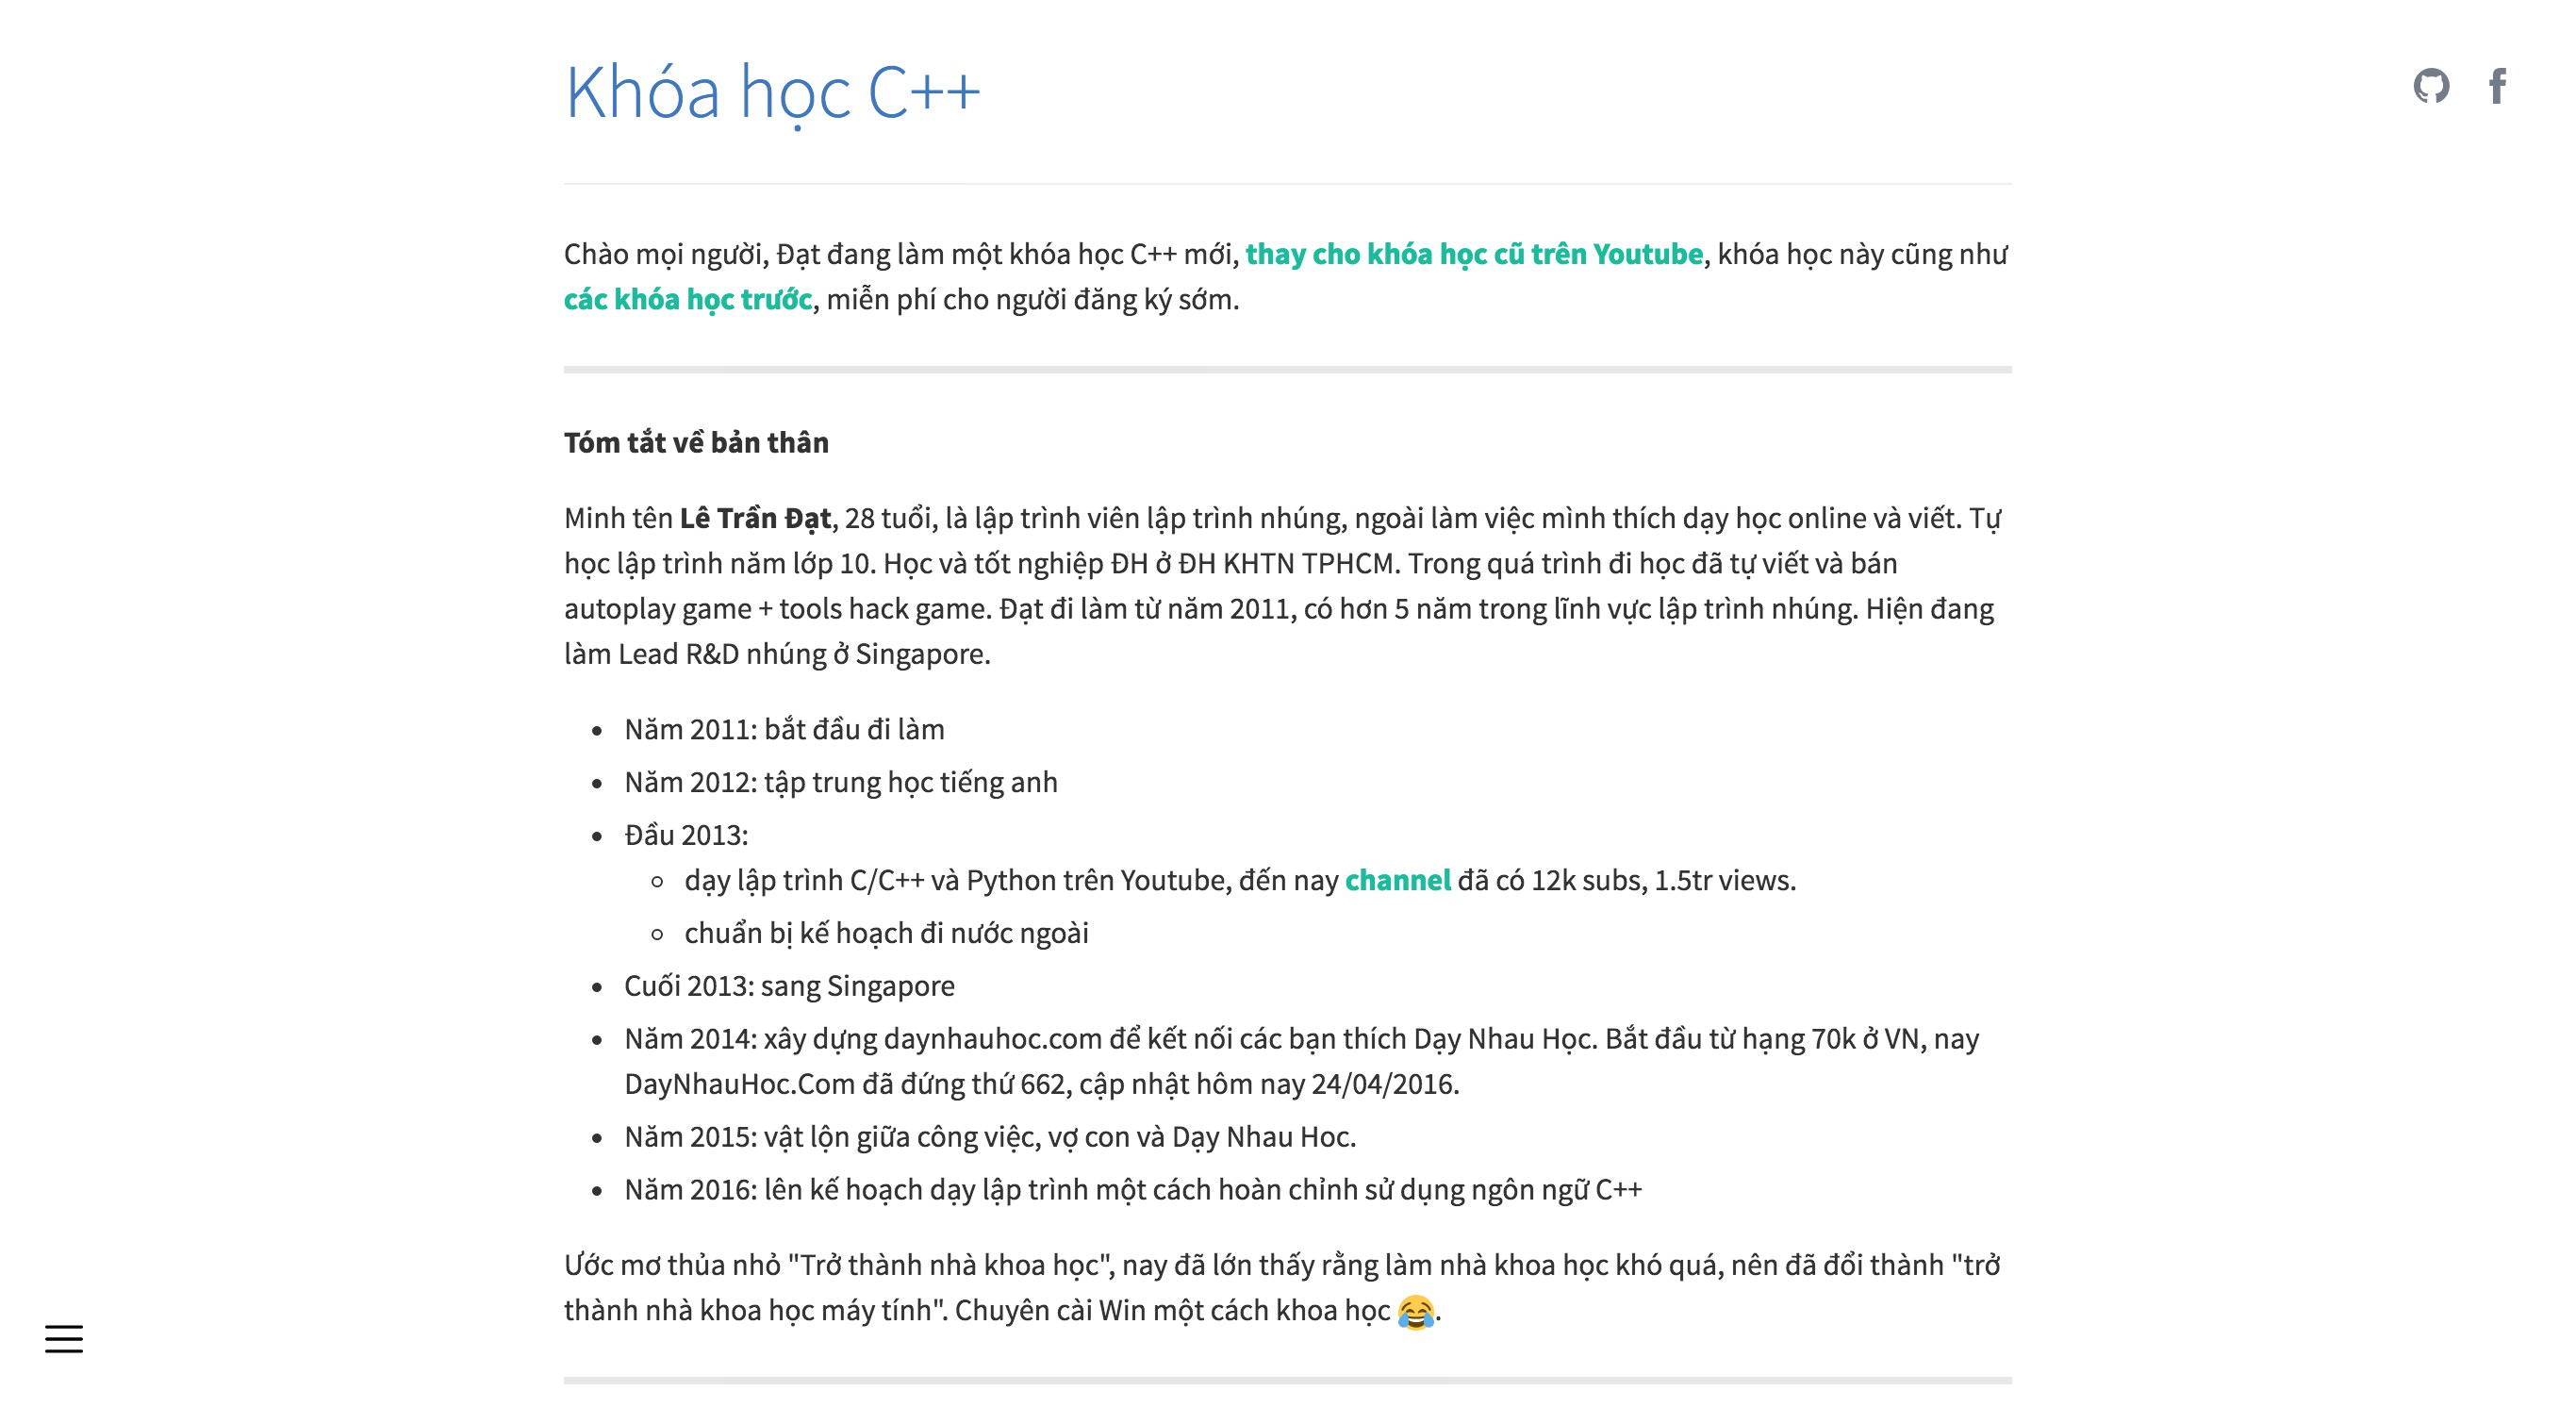 Khóa học C++
Chào mọi người, Đạt đang làm một khóa học C++ mới, thay cho khóa học cũ trên Youtube, khóa học này cũng như
các khóa học trước, miễn phí cho người đăng ký sớm.
Tóm tắt về bản thân
Minh tên Lê Trần Đạt, 28 tuổi, là lập trình viên lập trình nhúng, ngoài làm việc mình thích dạy học online và viết. Tự
học lập trình năm lớp 10. Học và tốt nghiệp ĐH ở ĐH KHTN TPHCM. Trong quá trình đi học đã tự viết và bán
autoplay game + tools hack game. Đạt đi làm từ năm 2011, có hơn 5 năm trong lĩnh vực lập trình nhúng. Hiện đang
làm Lead R&D nhúng ở Singapore.
• Năm 2011: bắt đầu đi làm
• Năm 2012: tập trung học tiếng anh
• Đầu 2013:
◦ dạy lập trình C/C++ và Python trên Youtube, đến nay channel đã có 12k subs, 1.5tr views.
◦ chuẩn bị kế hoạch đi nước ngoài
• Cuối 2013: sang Singapore
• Năm 2014: xây dựng daynhauhoc.com để kết nối các bạn thích Dạy Nhau Học. Bắt đầu từ hạng 70k ở VN, nay
DayNhauHoc.Com đã đứng thứ 662, cập nhật hôm nay 24/04/2016.
• Năm 2015: vật lộn giữa công việc, vợ con và Dạy Nhau Hoc.
• Năm 2016: lên kế hoạch dạy lập trình một cách hoàn chỉnh sử dụng ngôn ngữ C++
Ước mơ thủa nhỏ "Trở thành nhà khoa học", nay đã lớn thấy rằng làm nhà khoa học khó quá, nên đã đổi thành "trở
thành nhà khoa học máy tính". Chuyên cài Win một cách khoa học 😂.